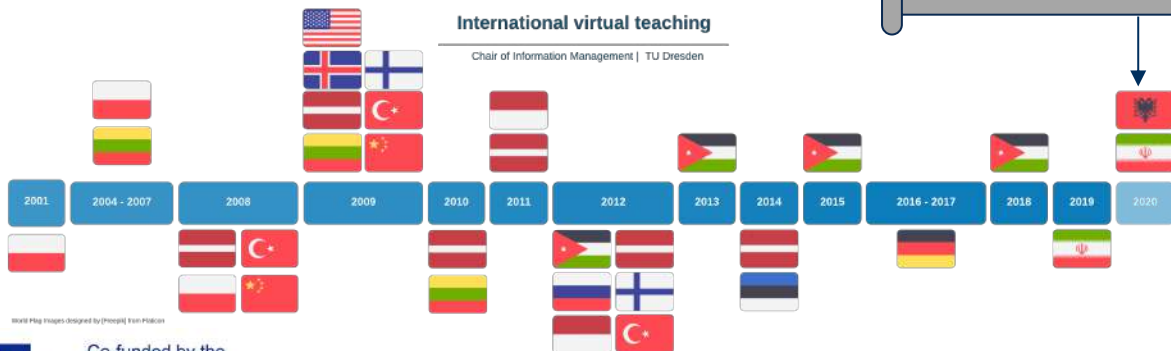 International virtual teaching
Chair of Information Management | TU Dresden
2001
2004 - 2007
2008
2009
2010
2011
2012
2013
2014
2015
2016 - 2017
2018
2019
2020
World Flag Images designed by [Freepik] from Flaticon
Co-funded by the